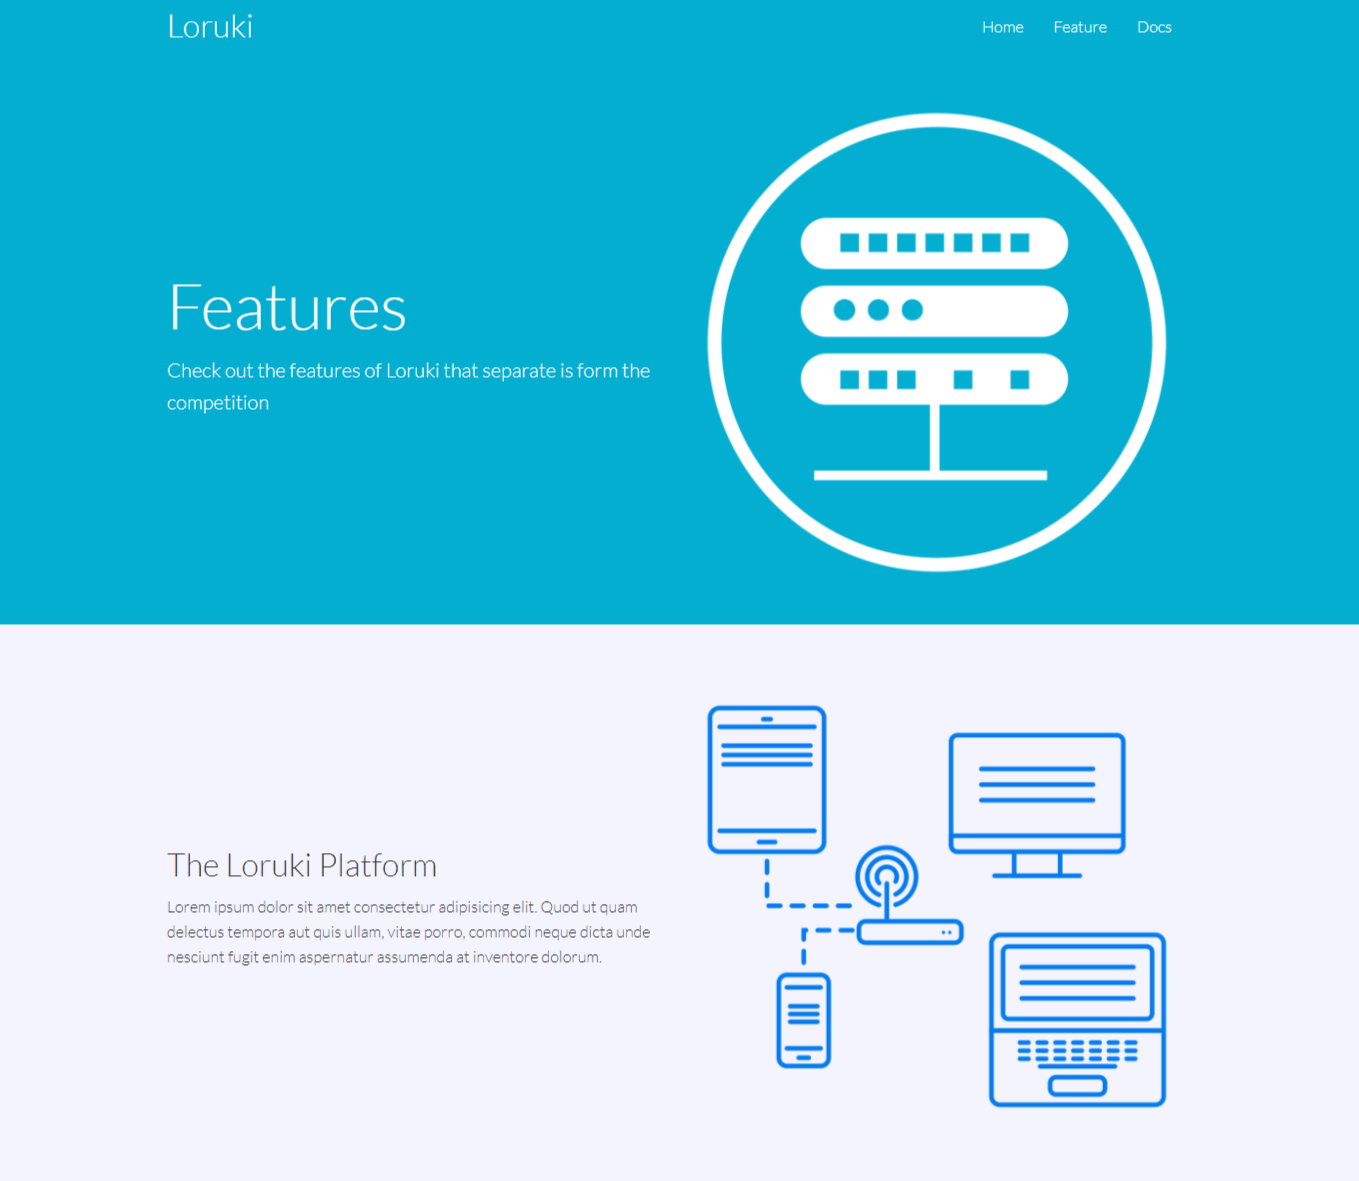 Loruki
Home Feature Docs
Features
Check out the features of Loruki that separate is form the
competition
The Loruki Platform
Lorem ipsum dolor sit amet consectetur adipisicing elit. Quod ut quam
delectus tempora aut quis ullam, vitae porro, commodi neque dicta unde
nesciunt fugit enim aspernatur assumenda at inventore dolorum.